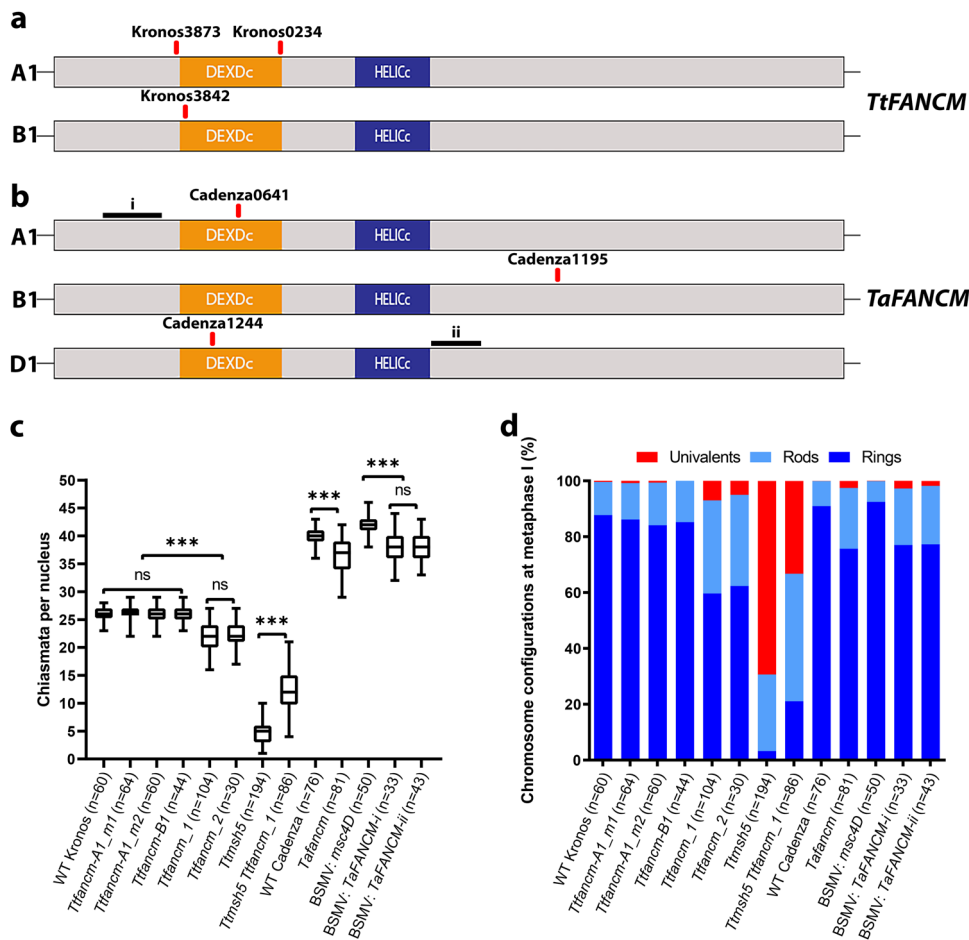 a
Kronos3873 Kronos0234
A1 DEXDc HELICc
Kronos3842
TtFANCM
B1 DEXDc HELICc
b
i
Cadenza0641
A1 DEXDc HELICc
Cadenza1195
B1 DEXDc HELICc
TaFANCM
Cadenza1244
ii
D1 DEXDc HELICc
c
Chiasmata per nucleus
50
45
40
35
30
25
20
15
10
5
0
ns
***
ns
***
***
***
ns
WT Kronos (n=60)
Ttfancm-A1_m1 (n=64)
Ttfancm-A1_m2 (n=60)
Ttfancm-B1 (n=44)
Ttfancm_1 (n=104)
Ttfancm_2 (n=30)
Ttmsh5 (n=194)
Ttmsh5 Ttfancm_1 (n=86)
WT Cadenza (n=76)
Tafancm (n=81)
BSMV: msc4D (n=50)
BSMV: TaFANCM-i (n=33)
BSMV: TaFANCM-ii (n=43)
d
Univalents Rods Rings
Chromosome configurations at metaphase I (%)
100
80
60
40
20
0
WT Kronos (n=60)
Ttfancm-A1_m1 (n=64)
Ttfancm-A1_m2 (n=60)
Ttfancm-B1 (n=44)
Ttfancm_1 (n=104)
Ttfancm_2 (n=30)
Ttmsh5 (n=194)
Ttmsh5 Ttfancm_1 (n=86)
WT Cadenza (n=76)
Tafancm (n=81)
BSMV: msc4D (n=50)
BSMV: TaFANCM-i (n=33)
BSMV: TaFANCM-ii (n=43)